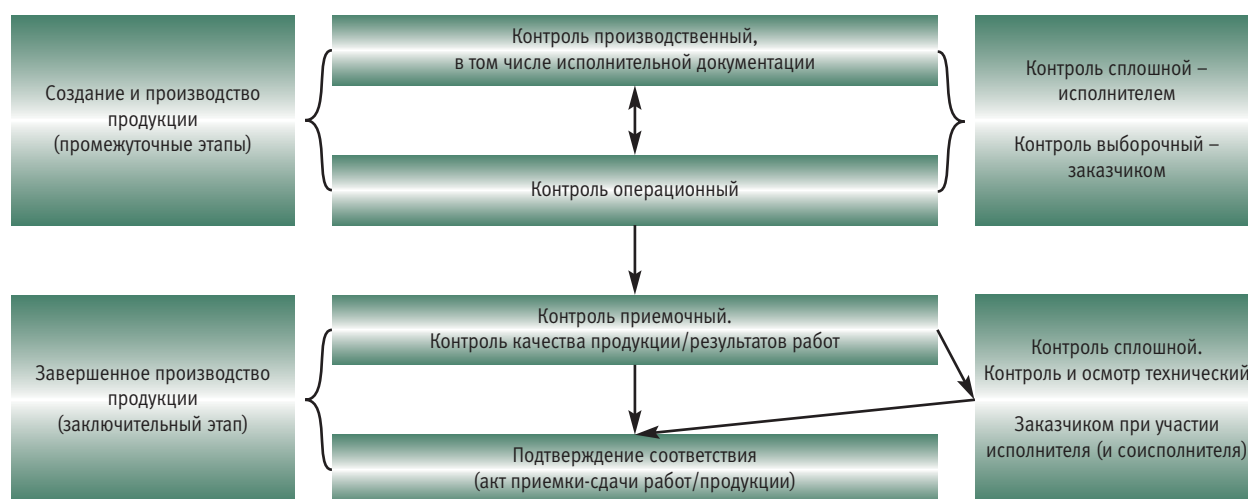 Создание и производство
продукции
(промежуточные этапы)
Контроль производственный,
в том числе исполнительной документации
Контроль операционный
Контроль сплошной –
исполнителем
Контроль выборочный –
заказчиком
Завершенное производство
продукции
(заключительный этап)
Контроль приемочный.
Контроль качества продукции/результатов работ
Подтверждение соответствия
(акт приемки-сдачи работ/продукции)
Контроль сплошной.
Контроль и осмотр технический
Заказчиком при участии
исполнителя (и соисполнителя)